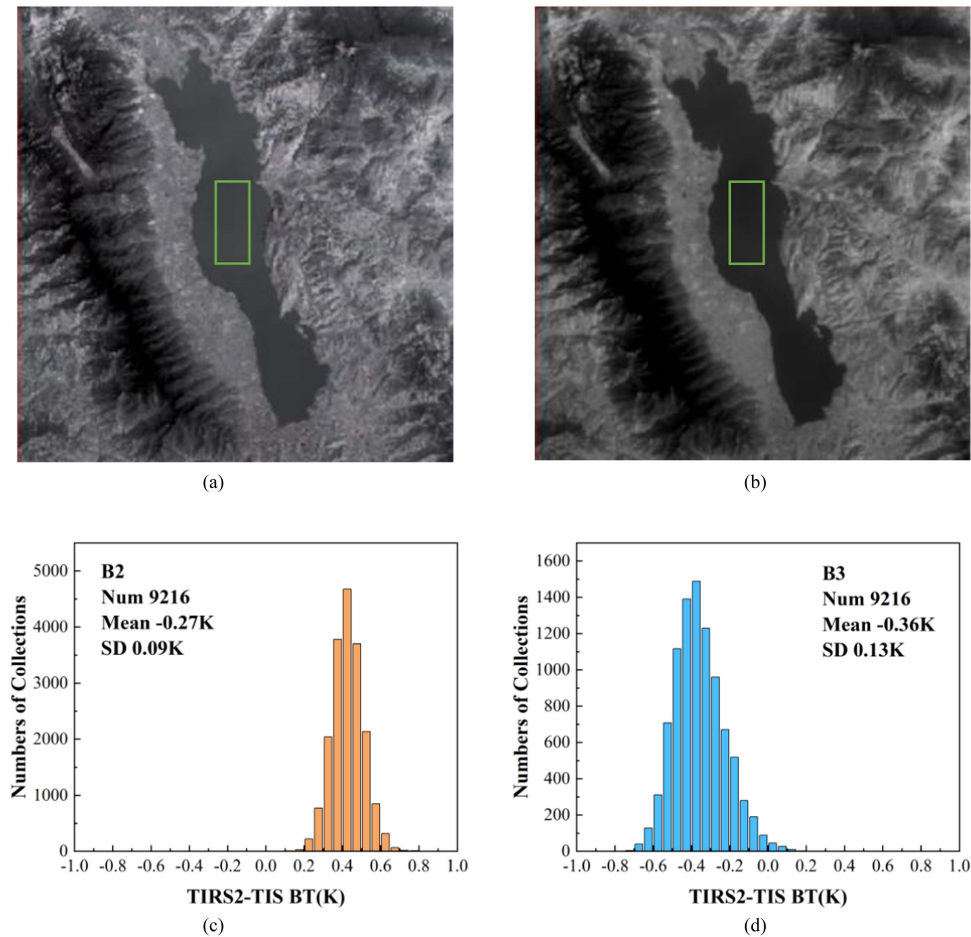 (a)
(b)
B2
Num 9216
Mean -0.27K
SD 0.09K
Numbers of Collections
5000
4000
3000
2000
1000
0
-1.0 -0.8 -0.6 -0.4 -0.2 0.0 0.2 0.4 0.6 0.8 1.0
TIRS2-TIS BT(K)
(c)
B3
Num 9216
Mean -0.36K
SD 0.13K
Numbers of Collections
1600
1400
1200
1000
800
600
400
200
0
-1.0 -0.8 -0.6 -0.4 -0.2 0.0 0.2 0.4 0.6 0.8 1.0
TIRS2-TIS BT(K)
(d)